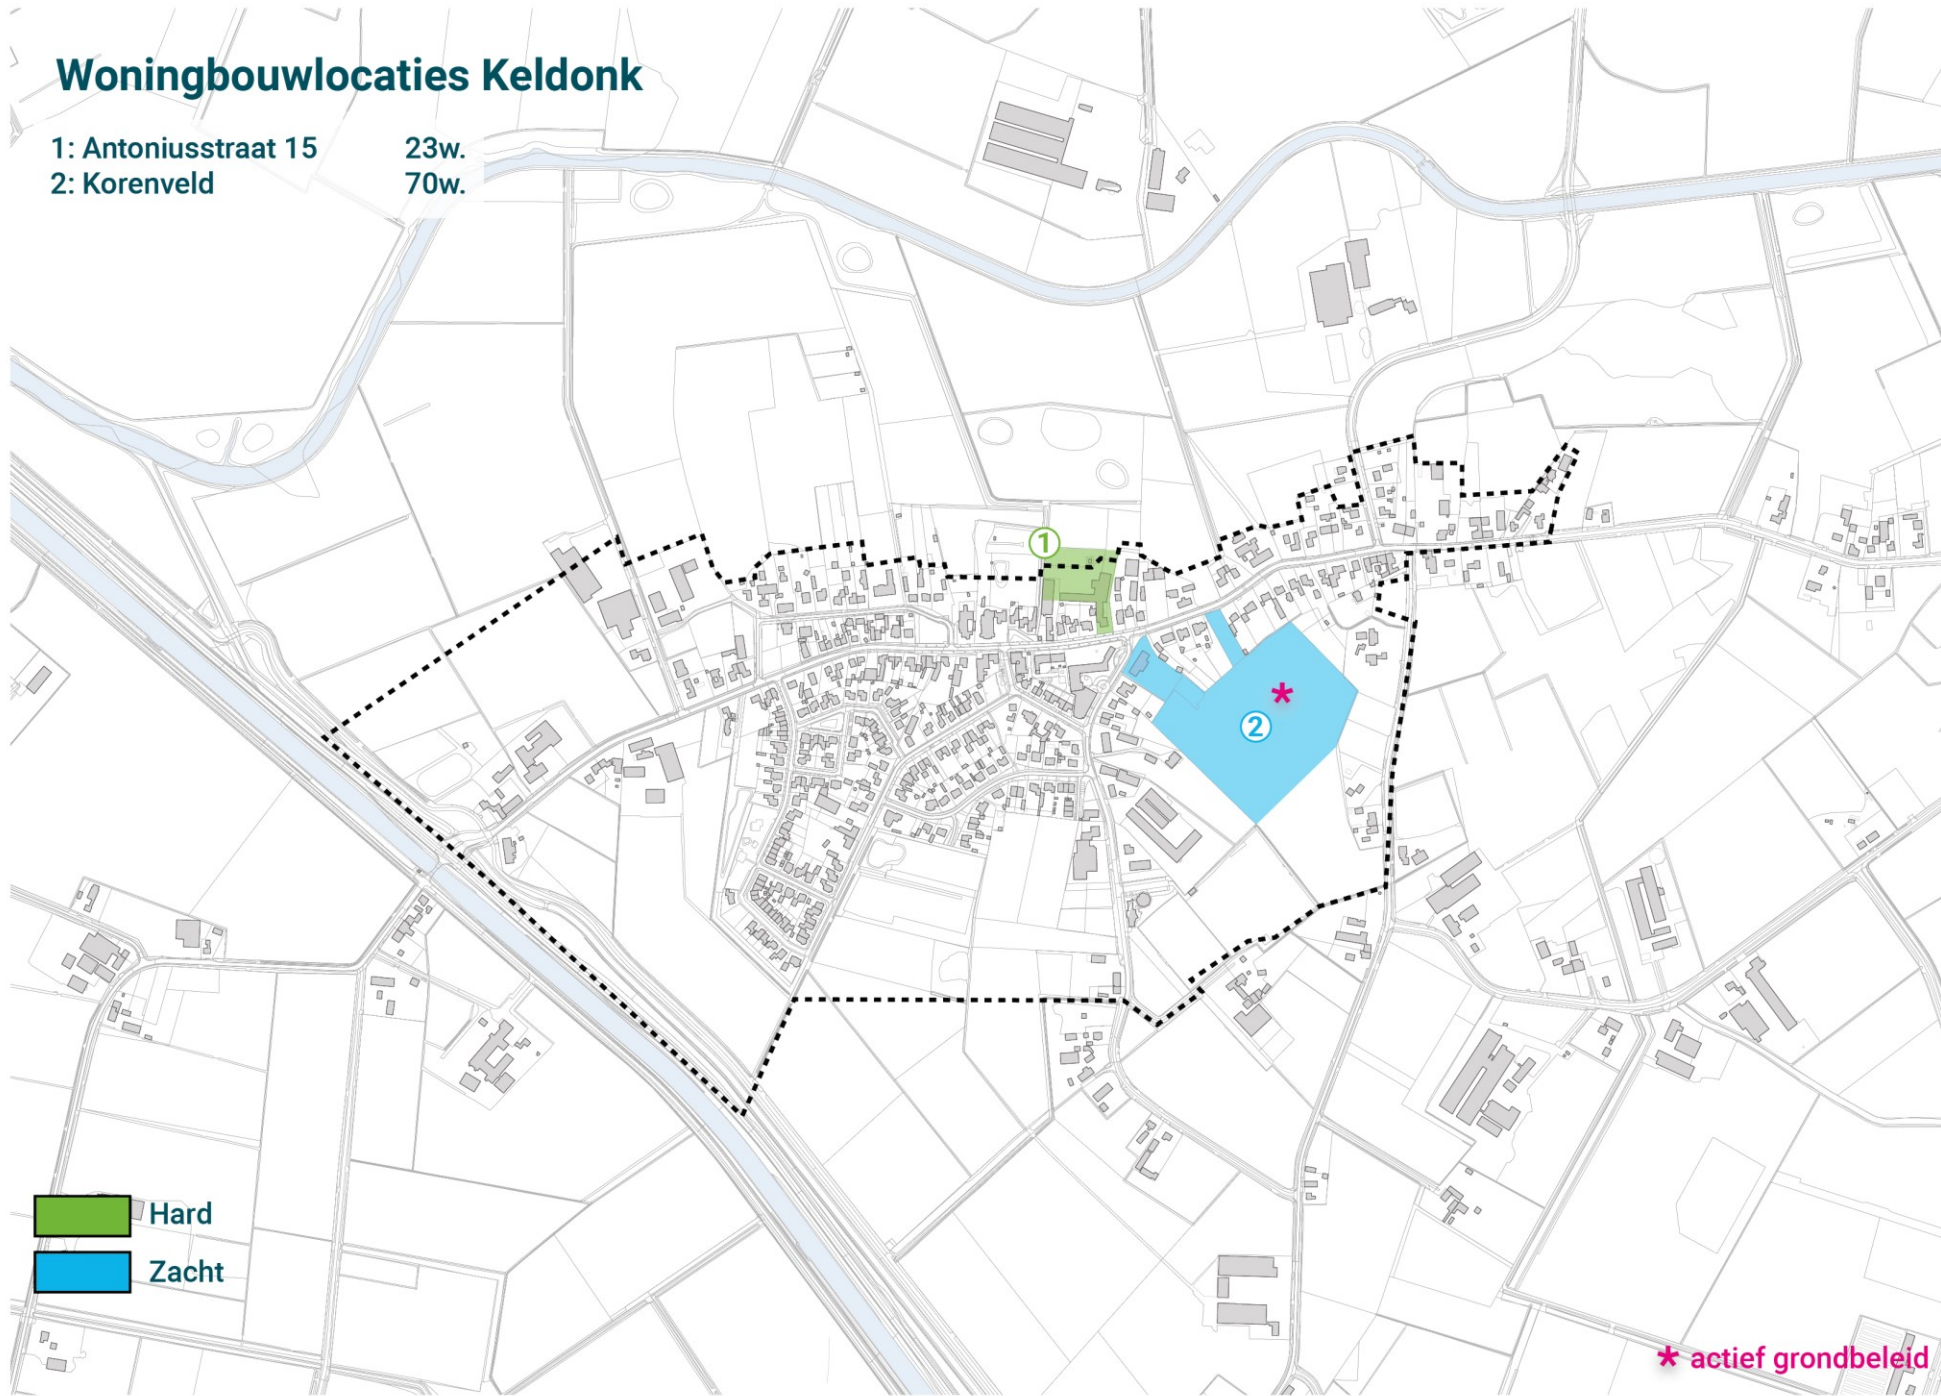 Woningbouwlocaties Keldonk
1: Antoniusstraat 15 23w.
2: Korenveld 70w.
1
2
*
Hard
Zacht
* actief grondbeleid